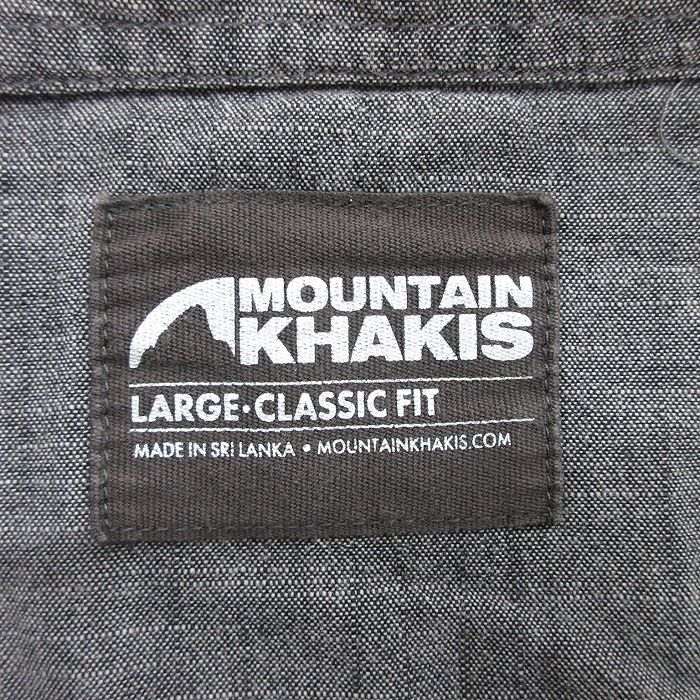 MOUNTAIN
KHAKIS
LARGE•CLASSIC FIT
MADE IN SRI LANKA • MOUNTAINKHAKIS.COM